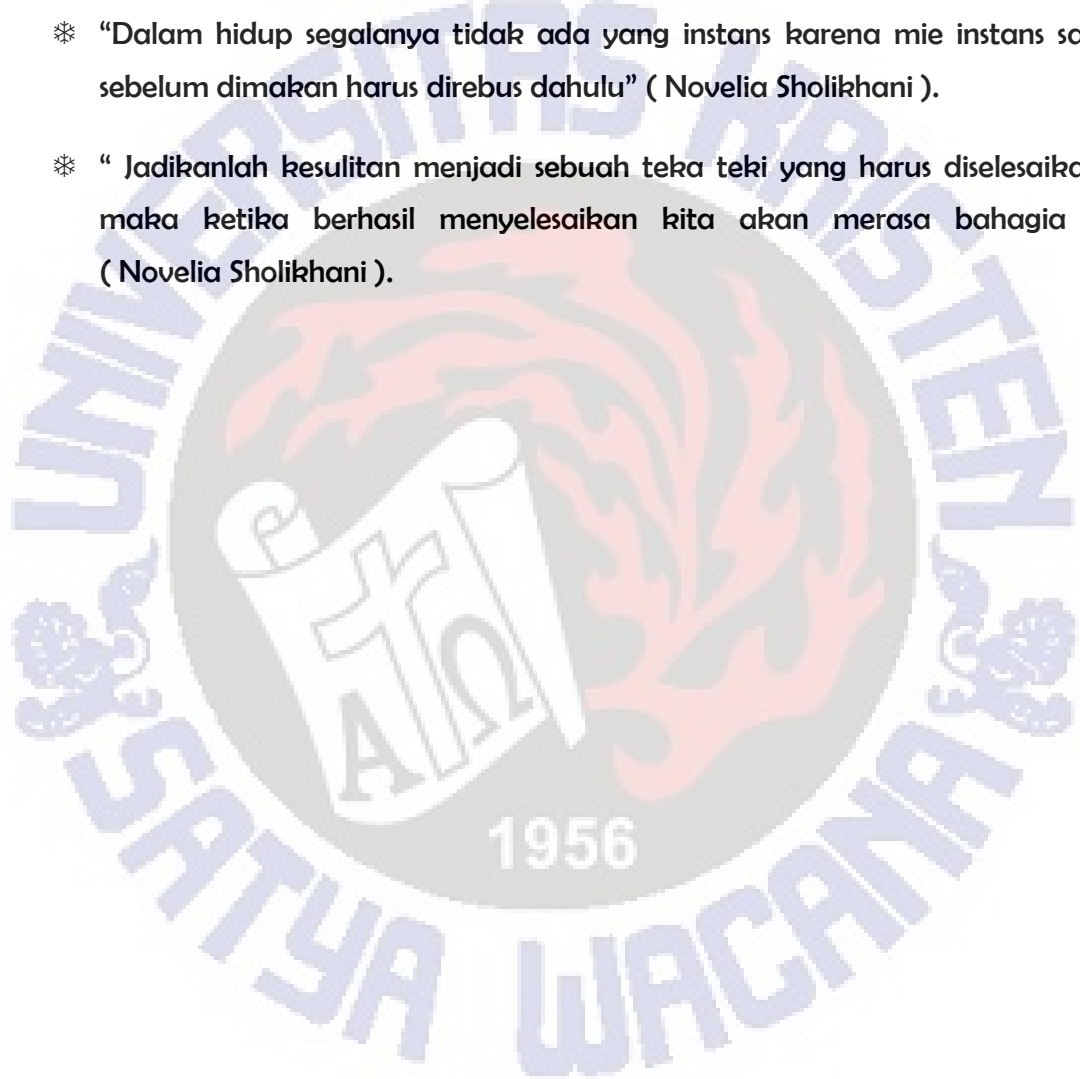 ❄ “Dalam hidup segalanya tidak ada yang instans karena mie instans
sebelum dimakan harus direbus dahulu” ( Novelia Sholikhani ).
❄ “ Jadikanlah kesulitan menjadi sebuah teka teki yang harus
maka ketika berhasil menyelesaikan kita akan merasa bahagia
( Novelia Sholikhani ).
UNIVERSITAS KRISTEN
Α Ω
1956
SATYA WACANA